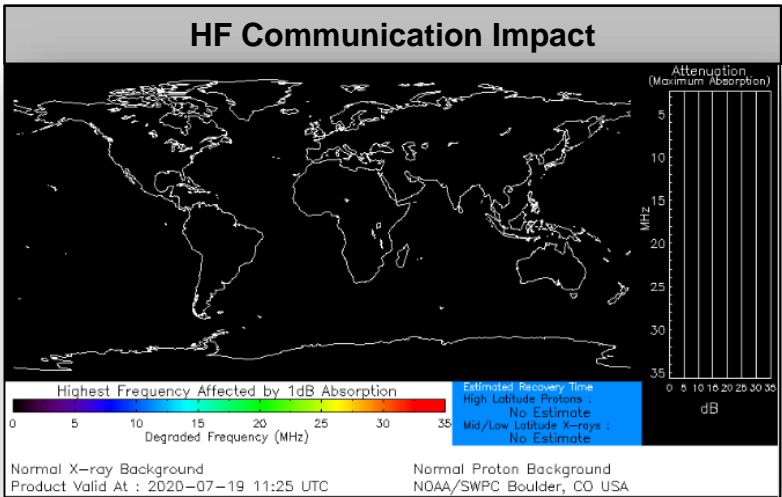 HF Communication Impact
Attenuation
(Maximum Absorption)
5
10
15
20
25
30
35
MHz
0 5 10 15 20 25 30 35
dB
Highest Frequency Affected by 1dB Absorption
0 5 10 15 20 25 30 35
Degraded Frequency (MHz)
Estimated Recovery Time
High Latitude Protons :
No Estimate
Mid/Low Latitude X-rays :
No Estimate
Normal X-ray Background
Normal Proton Background
Product Valid At : 2020-07-19 11:25 UTC
NOAA/SWPC Boulder, CO USA